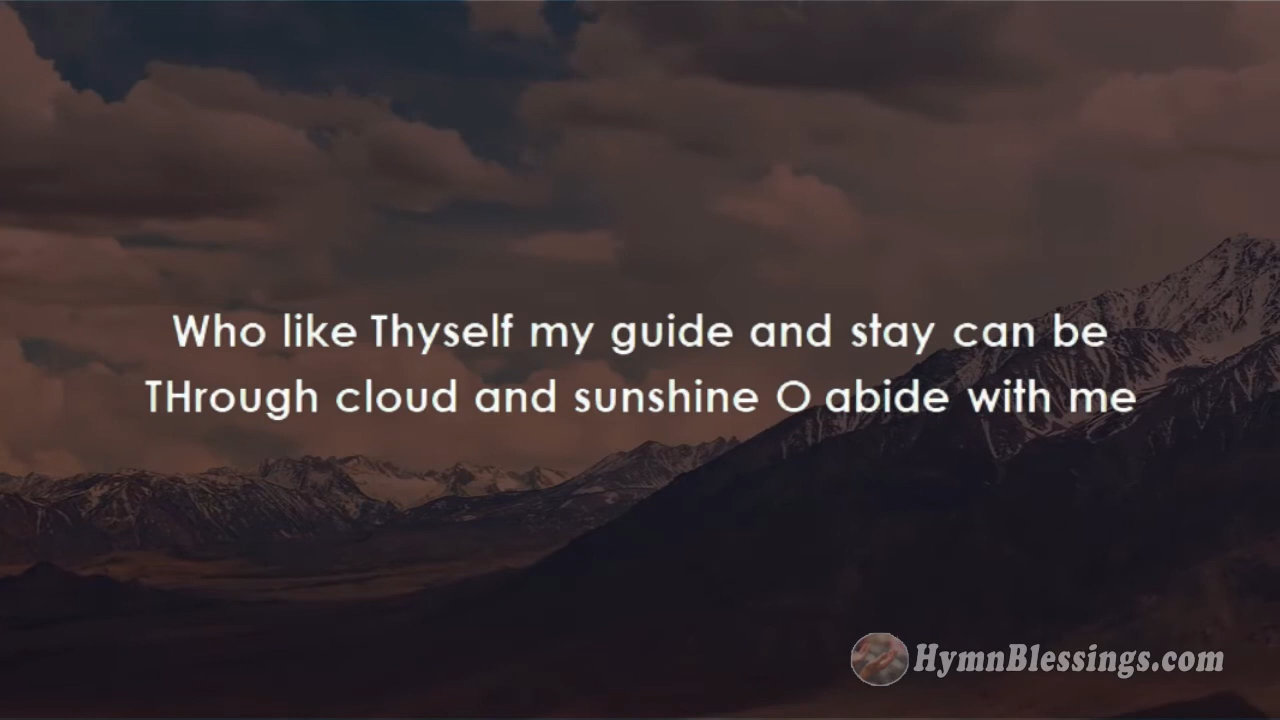 Who like Thyself my guide and stay can be
THrough cloud and sunshine O abide with me
HymnBlessings.com